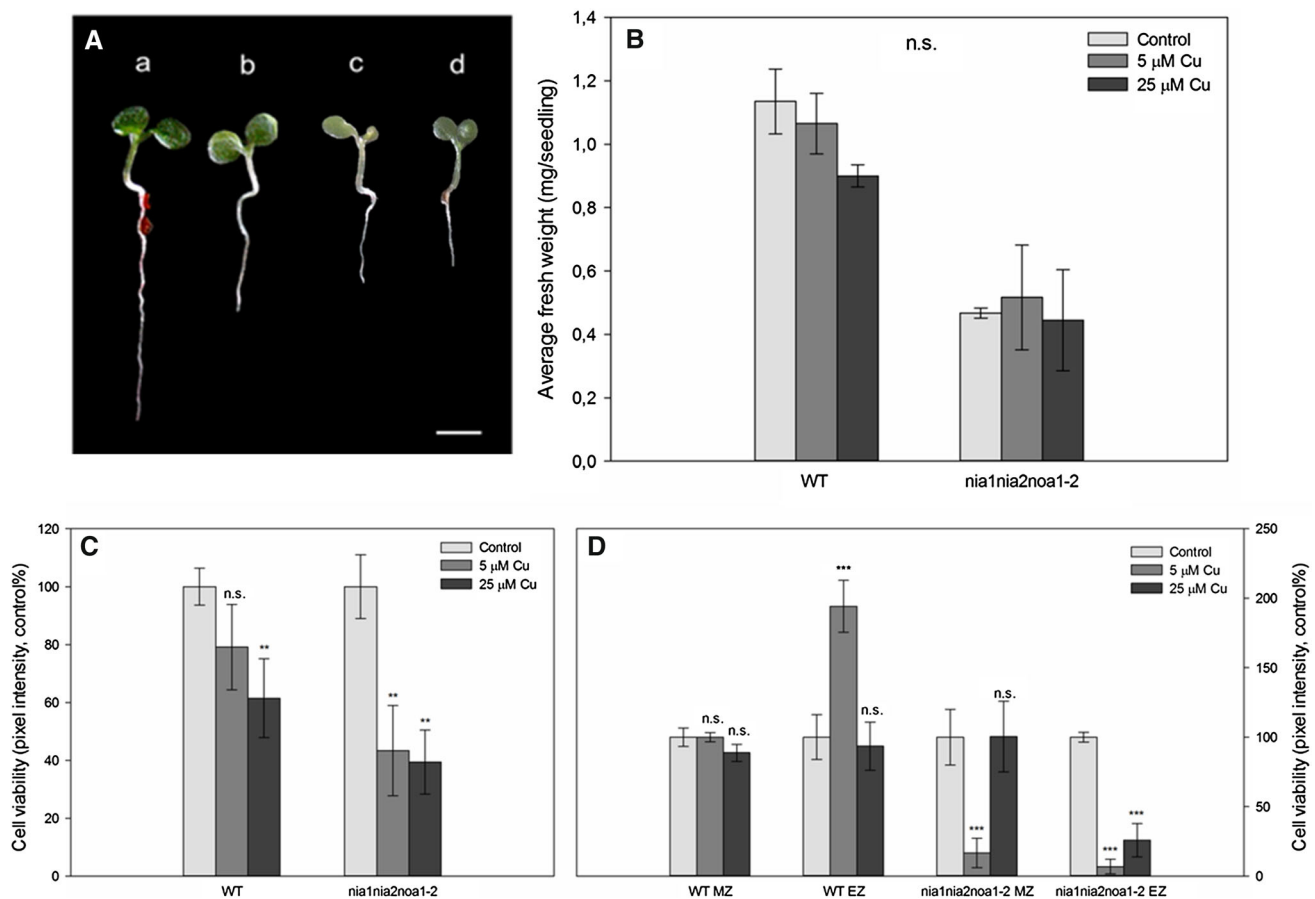 A
a b c d
B
n.s.
Control
5 μM Cu
25 μM Cu
Average fresh weight (mg/seedling)
1,4
1,2
1,0
0,8
0,6
0,4
0,2
0,0
WT nia1nia2noa1-2
C
Control
5 μM Cu
25 μM Cu
Cell viability (pixel intensity, control%)
120
100
80
60
40
20
0
n.s.
**
**
**
WT nia1nia2noa1-2
D
Control
5 μM Cu
25 μM Cu
***
n.s.
n.s.
n.s.
n.s.
***
***
***
WT MZ WT EZ nia1nia2noa1-2 MZ nia1nia2noa1-2 EZ
250
200
150
100
50
0
Cell viability (pixel intensity, control%)